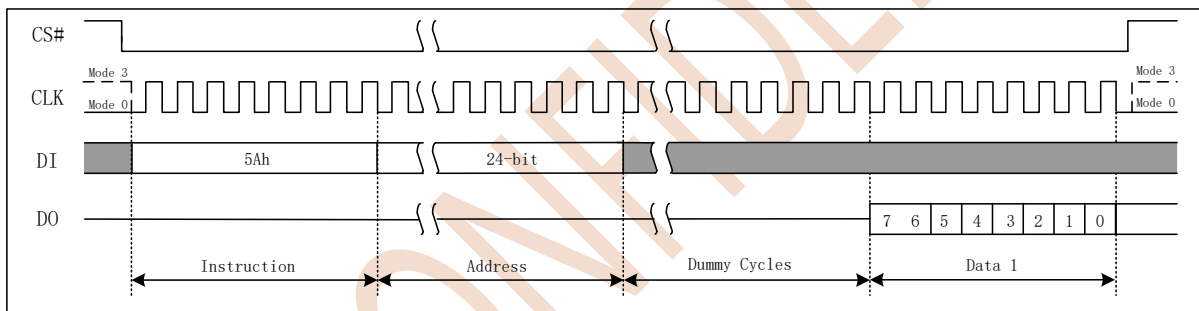 CS#
Mode 3
Mode 3
CLK
Mode 0
Mode 0
DI
5Ah
24-bit
DO
7 6 5 4 3 2 1 0
Instruction
Address
Dummy Cycles
Data 1